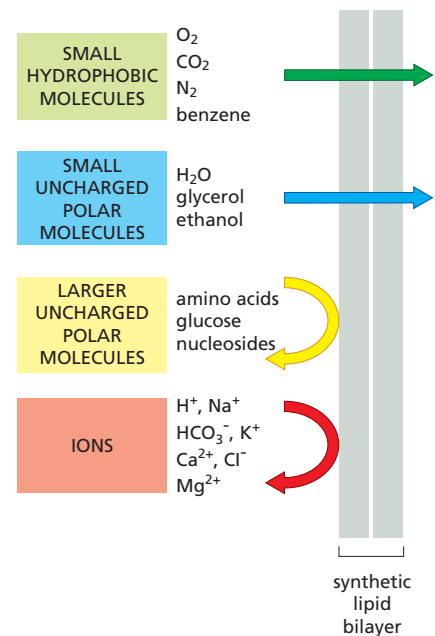 SMALL
HYDROPHOBIC
MOLECULES
O₂
CO₂
N₂
benzene
SMALL
UNCHARGED
POLAR
MOLECULES
H₂O
glycerol
ethanol
LARGER
UNCHARGED
POLAR
MOLECULES
amino acids
glucose
nucleosides
IONS
H⁺, Na⁺
HCO₃⁻, K⁺
Ca²⁺, Cl⁻
Mg²⁺
synthetic
lipid
bilayer